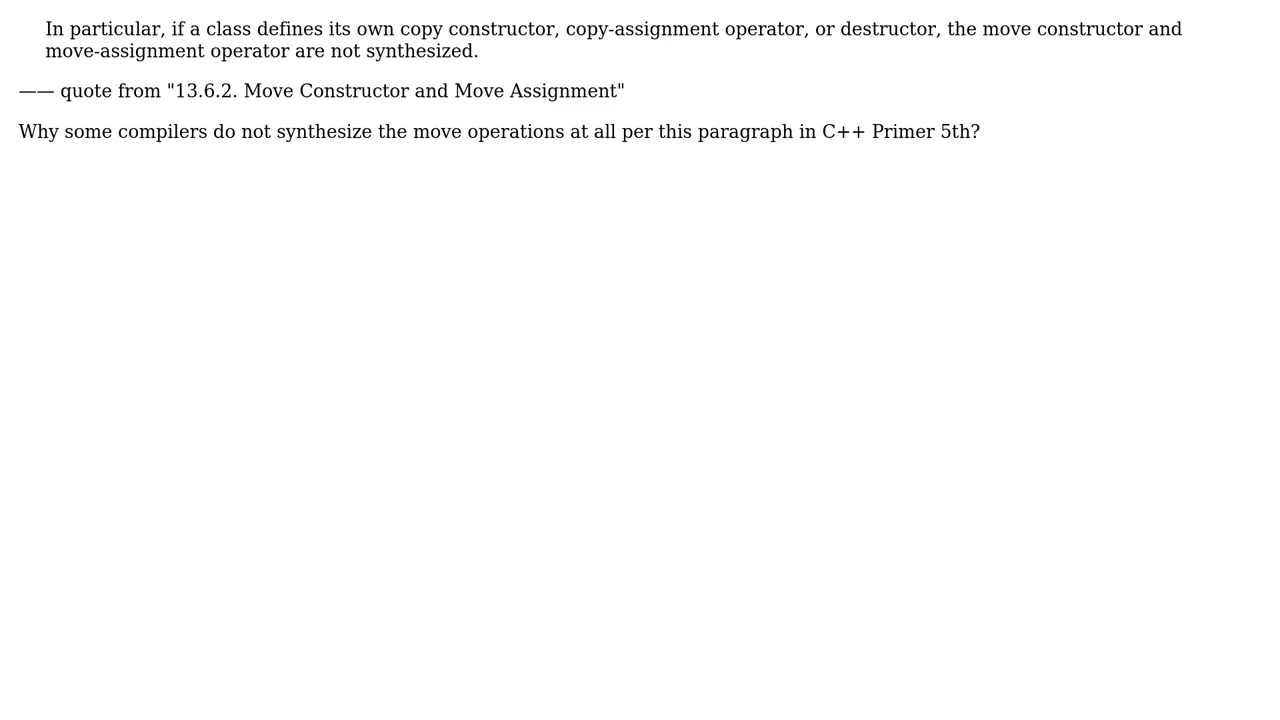 In particular, if a class defines its own copy constructor, copy-assignment operator, or destructor, the move constructor and
move-assignment operator are not synthesized.
—— quote from "13.6.2. Move Constructor and Move Assignment"
Why some compilers do not synthesize the move operations at all per this paragraph in C++ Primer 5th?